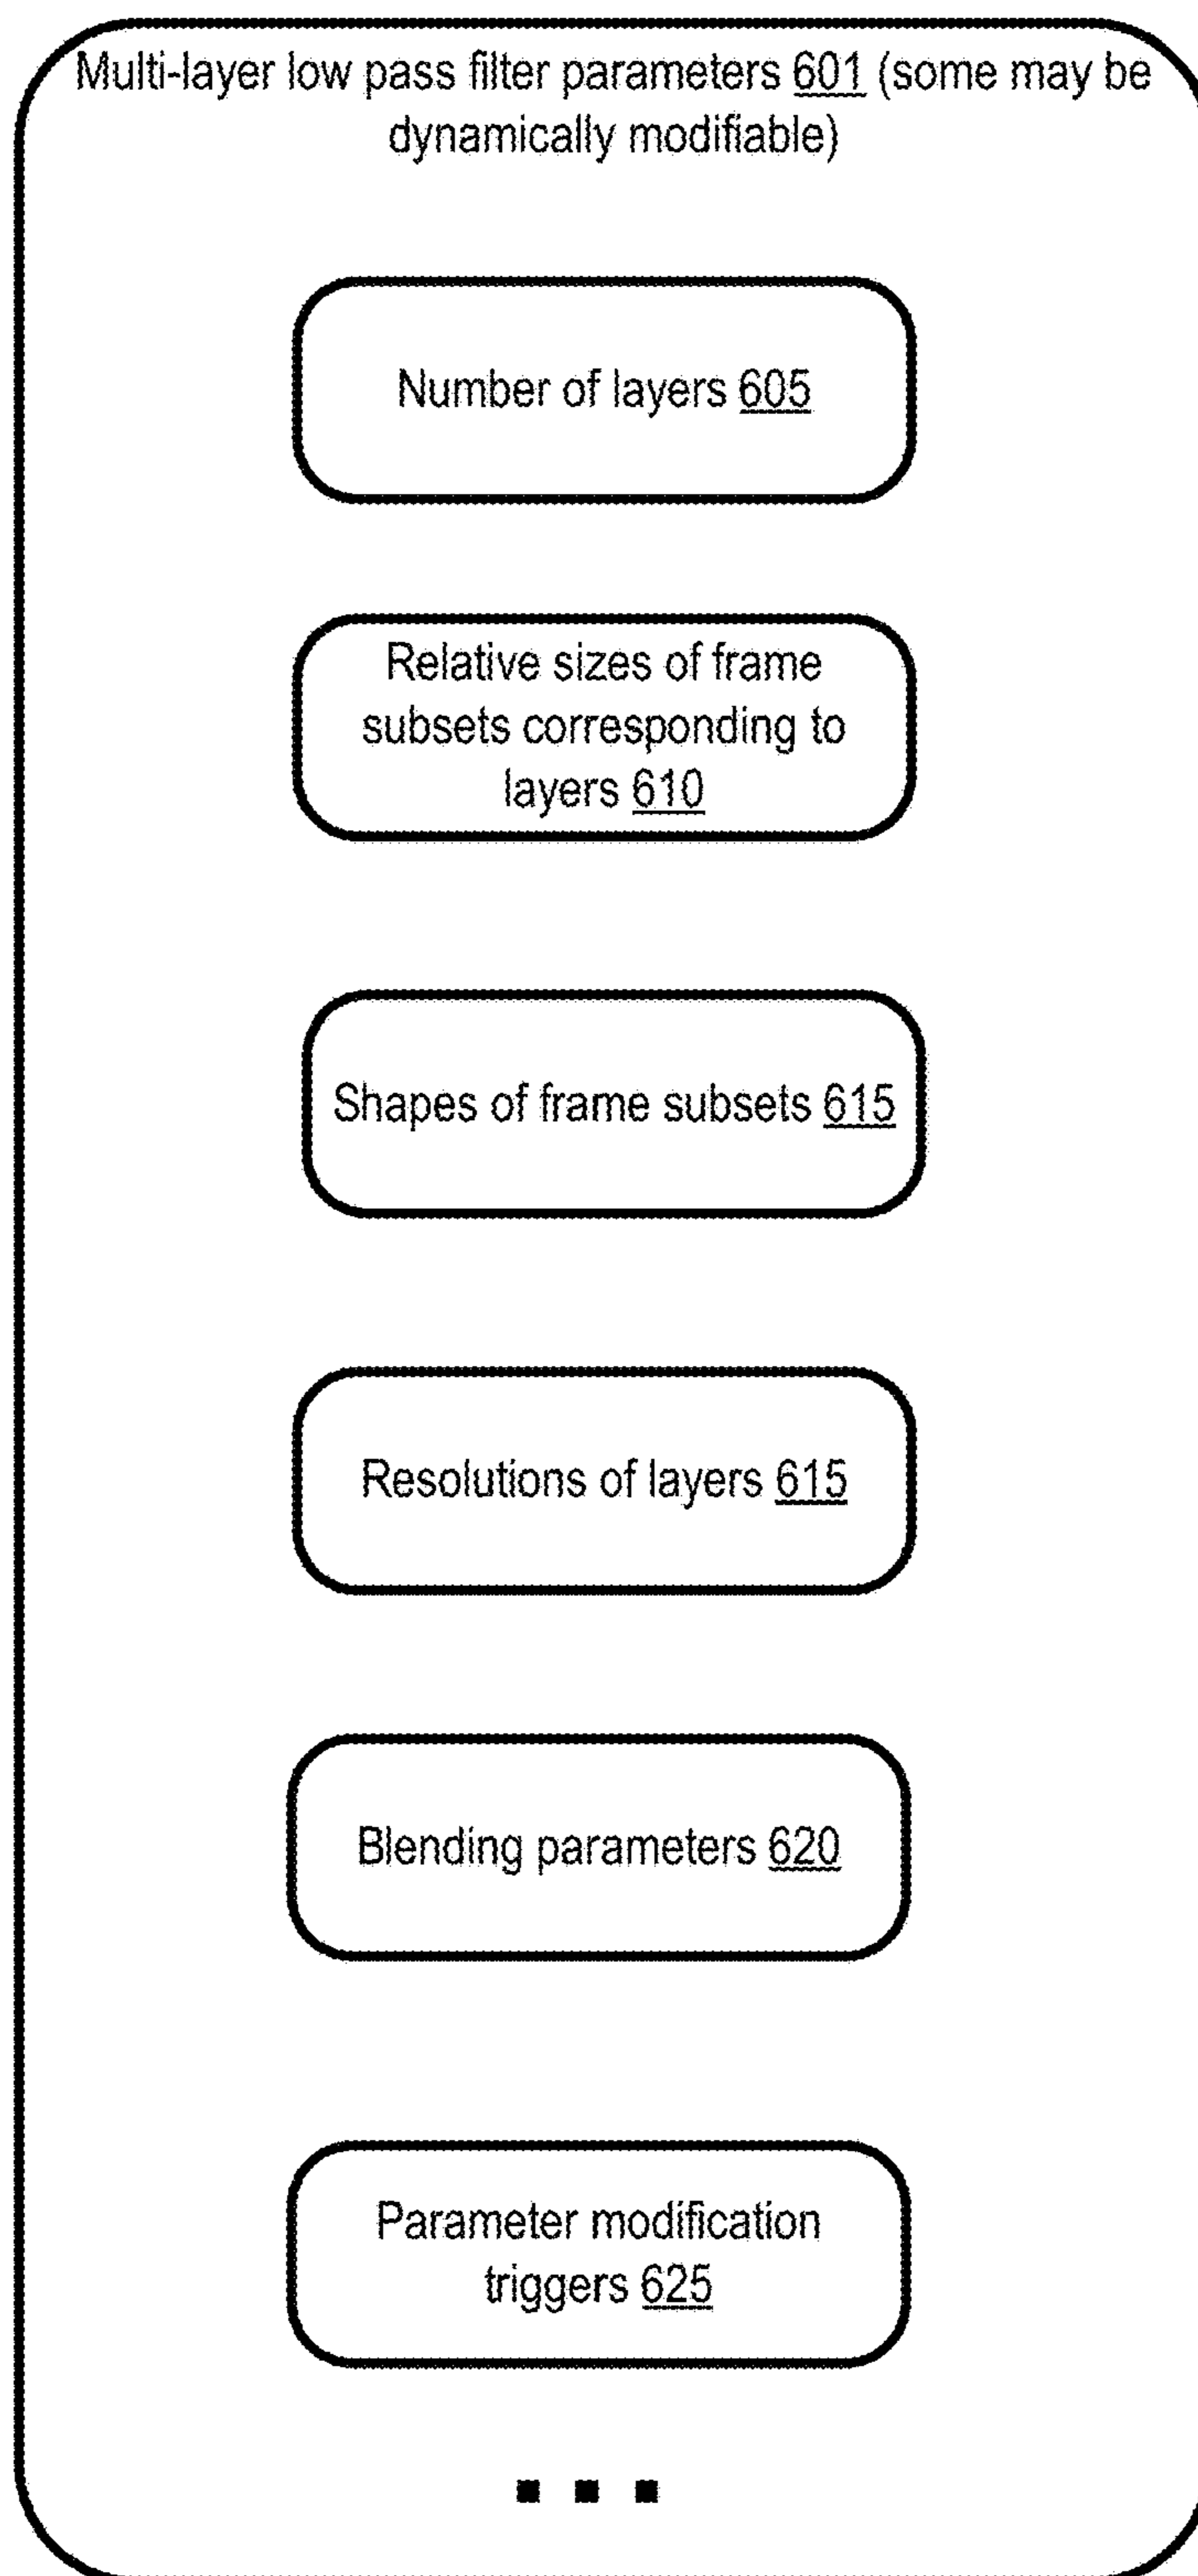 Multi-layer low pass filter parameters 601 (some may be
dynamically modifiable)
Number of layers 605
Relative sizes of frame
subsets corresponding to
layers 610
Shapes of frame subsets 615
Resolutions of layers 615
Blending parameters 620
Parameter modification
triggers 625